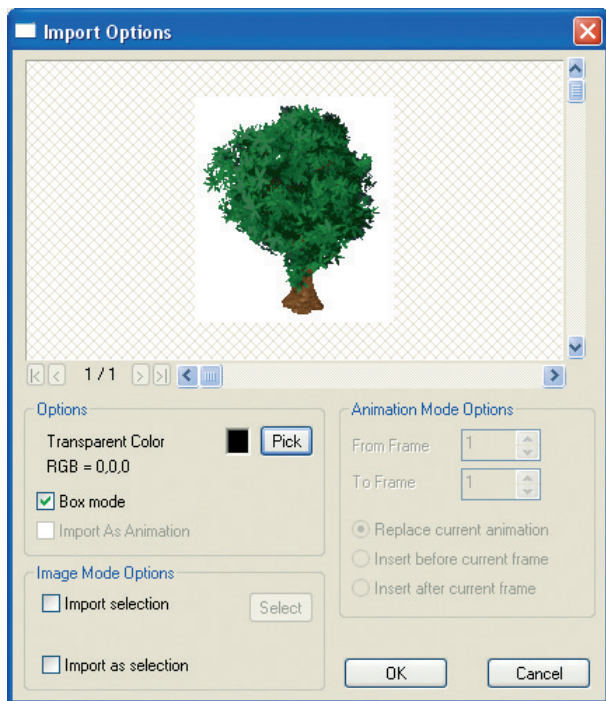 Import Options
1 / 1
Options
Transparent Color
Pick
RGB = 0,0,0
Box mode
Import As Animation
Image Mode Options
Import selection
Select
Import as selection
Animation Mode Options
From Frame
1
To Frame
1
Replace current animation
Insert before current frame
Insert after current frame
OK
Cancel